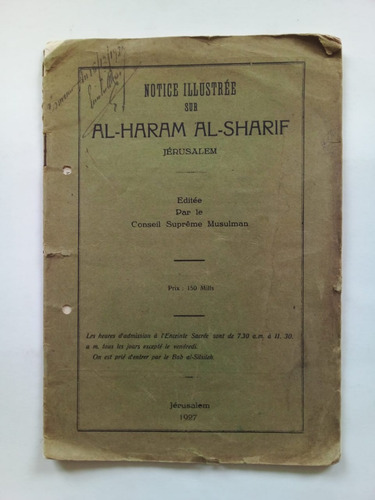 NOTICE ILLUSTRÉE
SUR
AL-HARAM AL-SHARIF
JÉRUSALEM
Editée
Par le
Conseil Suprême Musulman
Prix : 150 Mills
Les heures d'admission à l'Enceinte Sacrée sont de 7.30 a.m. à 11. 30.
a. m. tous les jours excepté le vendredi.
On est prié d'entrer par le Bab al-Silsileh.
Jérusalem
1927